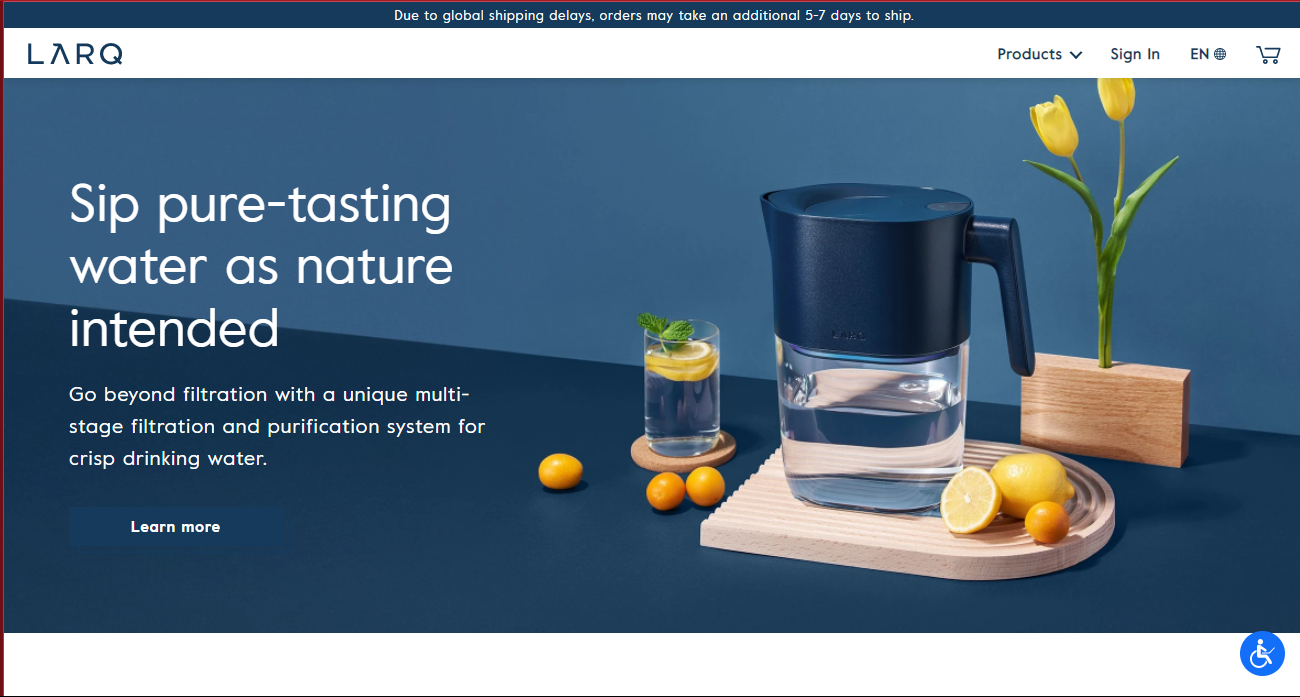 Due to global shipping delays, orders may take an additional 5-7 days to ship.
LARQ
Products
Sign In
EN
Sip pure-tasting
water as nature
intended
Go beyond filtration with a unique multi-
stage filtration and purification system for
crisp drinking water.
Learn more
LARQ